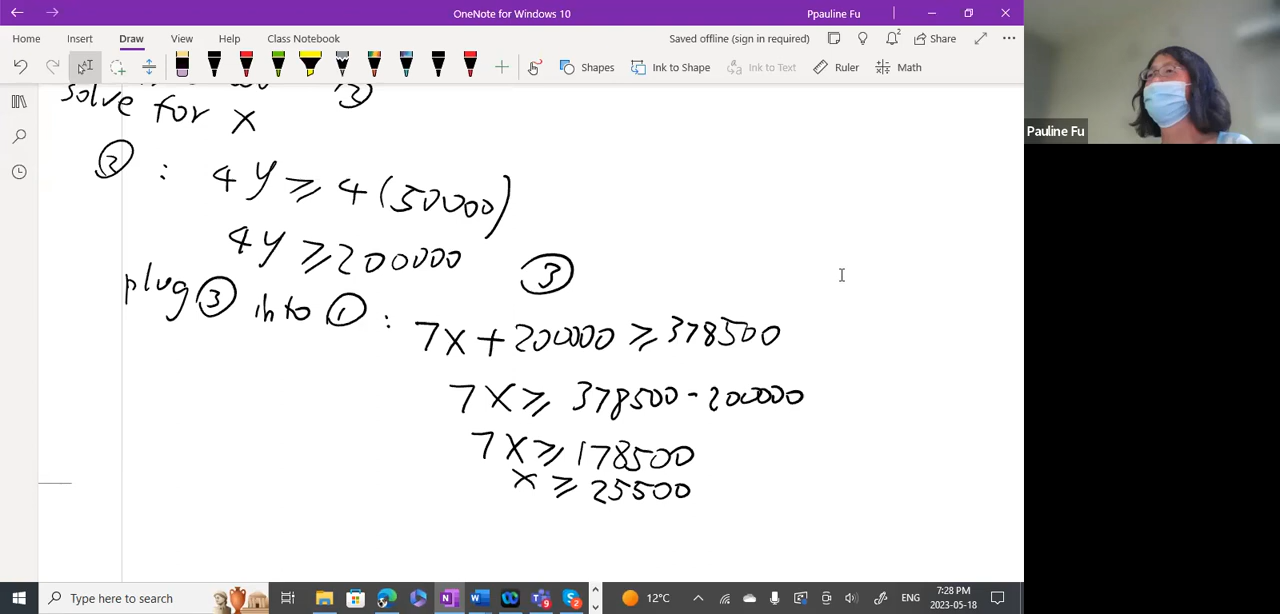 OneNote for Windows 10
Ppauline Fu
Home Insert Draw View Help Class Notebook
Saved offline (sign in required)
Share
Shapes Ink to Shape Ink to Text Ruler Math
Pauline Fu
solve for x
② : 4y ≥ 4(50000)
4y ≥ 200000 ③
plug ③ into ① : 7x + 200000 ≥ 378500
7x ≥ 378500 - 200000
7x ≥ 178500
x ≥ 25500
Type here to search
12°C
ENG
7:28 PM
2023-05-18